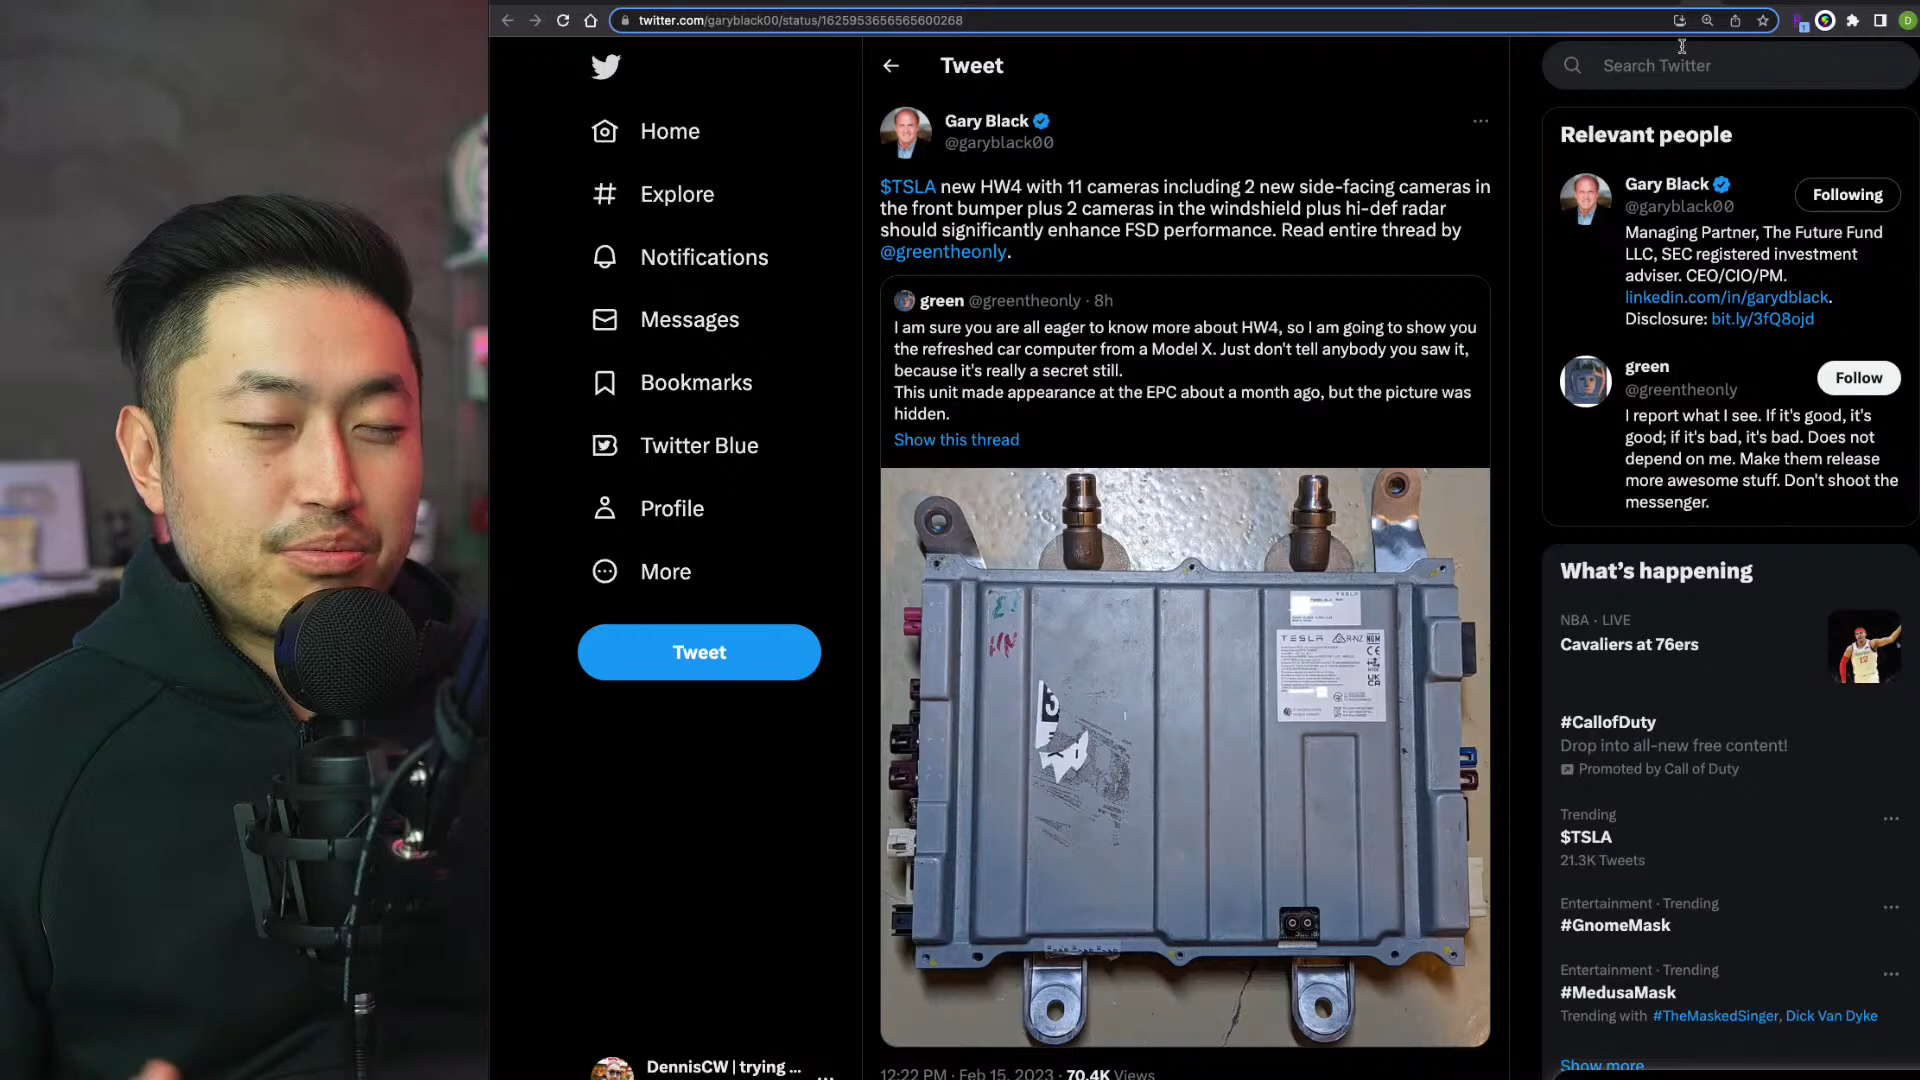 twitter.com/garyblack00/status/1625953656565600268
Home
Explore
Notifications
Messages
Bookmarks
Twitter Blue
Profile
More
Tweet
DennisCW | trying ...
Tweet
Gary Black
@garyblack00
$TSLA new HW4 with 11 cameras including 2 new side-facing cameras in
the front bumper plus 2 cameras in the windshield plus hi-def radar
should significantly enhance FSD performance. Read entire thread by
@greentheonly.
green @greentheonly · 8h
I am sure you are all eager to know more about HW4, so I am going to show you
the refreshed car computer from a Model X. Just don't tell anybody you saw it,
because it's really a secret still.
This unit made appearance at the EPC about a month ago, but the picture was
hidden.
Show this thread
TESLA
TESLA
12:22 PM · Feb 15, 2023 · 70.4K Views
Search Twitter
Relevant people
Gary Black
@garyblack00
Following
Managing Partner, The Future Fund
LLC, SEC registered investment
adviser. CEO/CIO/PM.
linkedin.com/in/garydblack.
Disclosure: bit.ly/3fQ8ojd
green
@greentheonly
Follow
I report what I see. If it's good, it's
good; if it's bad, it's bad. Does not
depend on me. Make them release
more awesome stuff. Don't shoot the
messenger.
What's happening
NBA · LIVE
Cavaliers at 76ers
#CallofDuty
Drop into all-new free content!
Promoted by Call of Duty
Trending
$TSLA
21.3K Tweets
Entertainment · Trending
#GnomeMask
Entertainment · Trending
#MedusaMask
Trending with #TheMaskedSinger, Dick Van Dyke
Show more